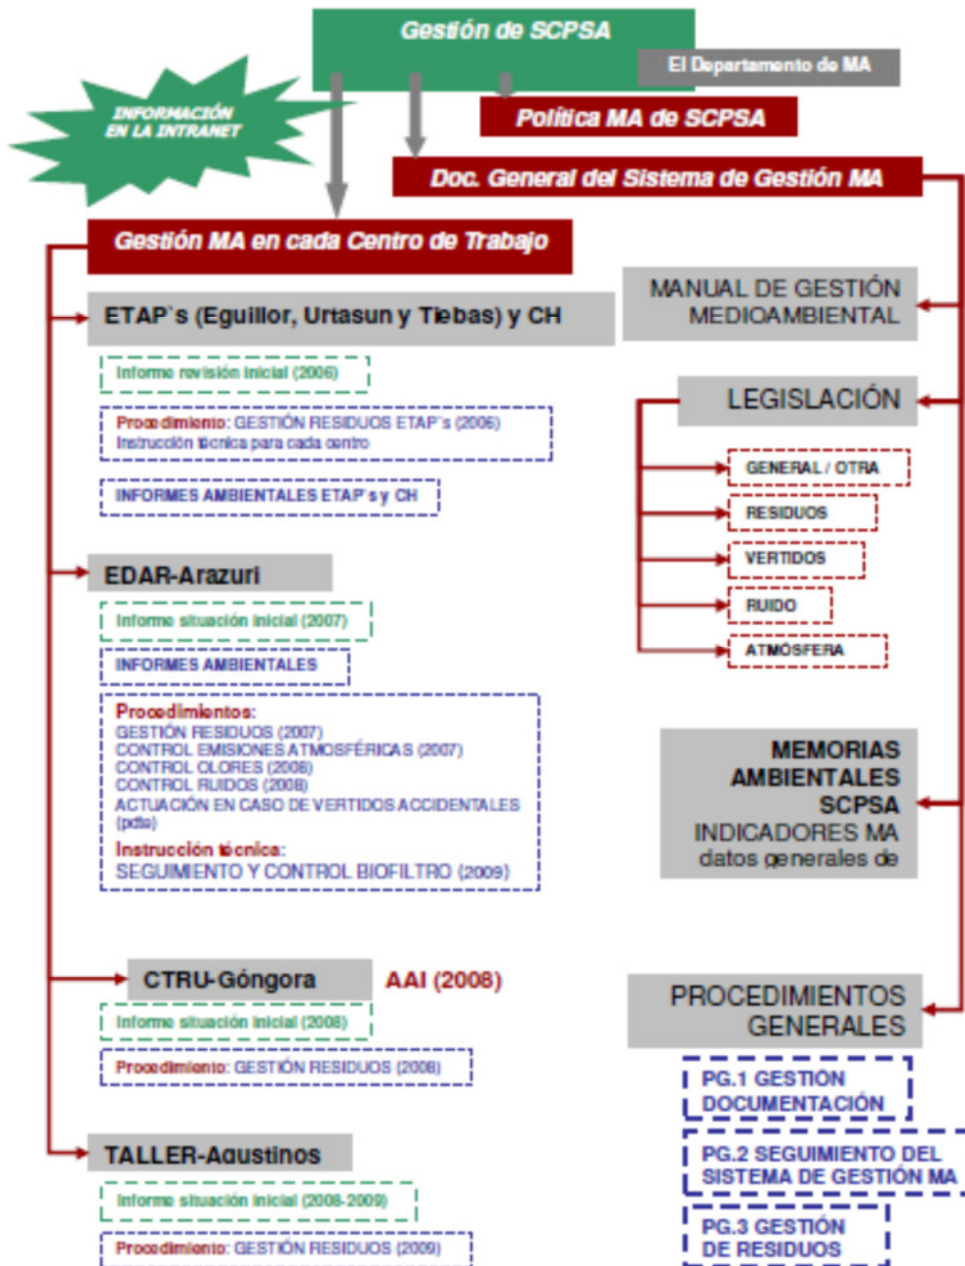 Gestión de SCPSA
El Departamento de MA
INFORMACIÓN
EN LA INTRANET
Política MA de SCPSA
Doc. General del Sistema de Gestión MA
Gestión MA en cada Centro de Trabajo
ETAP`s (Eguillor, Urtasun y Tiebas) y CH
Informe revisión inicial (2006)
Procedimiento: GESTIÓN RESIDUOS ETAP`s (2006)
Instrucción técnica para cada centro
INFORMES AMBIENTALES ETAP`s y CH
EDAR-Arazuri
Informe situación inicial (2007)
INFORMES AMBIENTALES
Procedimientos:
GESTIÓN RESIDUOS (2007)
CONTROL EMISIONES ATMOSFÉRICAS (2007)
CONTROL OLORES (2008)
CONTROL RUIDOS (2008)
ACTUACIÓN EN CASO DE VERTIDOS ACCIDENTALES
(pdte)
Instrucción técnica:
SEGUIMIENTO Y CONTROL BIOFILTRO (2009)
CTRU-Góngora
AAI (2008)
Informe situación inicial (2008)
Procedimiento: GESTIÓN RESIDUOS (2008)
TALLER-Agustinos
Informe situación inicial (2008-2009)
Procedimiento: GESTIÓN RESIDUOS (2009)
MANUAL DE GESTIÓN
MEDIOAMBIENTAL
LEGISLACIÓN
GENERAL / OTRA
RESIDUOS
VERTIDOS
RUIDO
ATMÓSFERA
MEMORIAS
AMBIENTALES
SCPSA
INDICADORES MA
datos generales de
PROCEDIMIENTOS
GENERALES
PG.1 GESTIÓN
DOCUMENTACIÓN
PG.2 SEGUIMIENTO DEL
SISTEMA DE GESTIÓN MA
PG.3 GESTIÓN
DE RESIDUOS